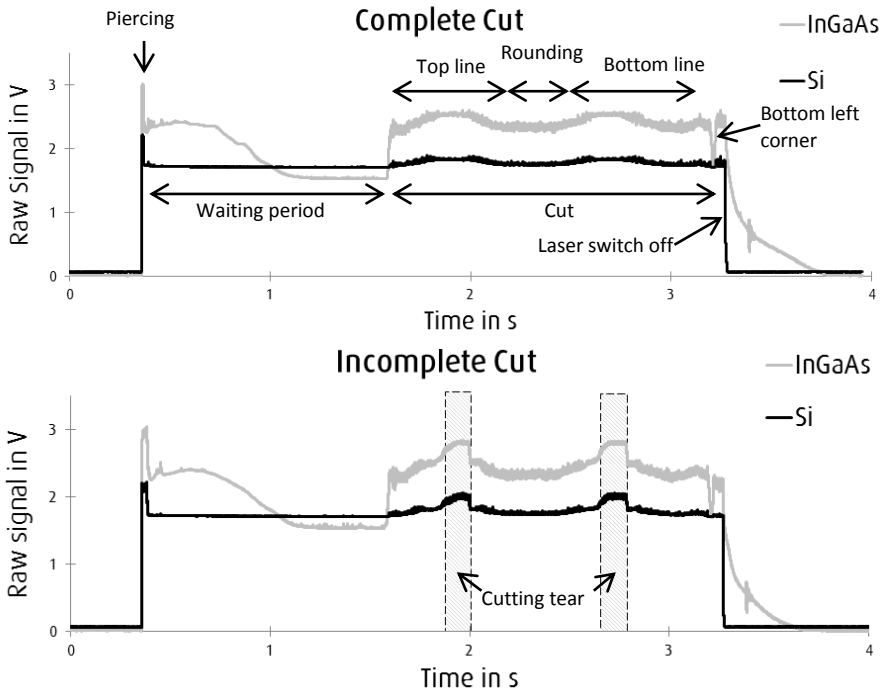 Complete Cut
InGaAs
Si
Piercing
Top line
Rounding
Bottom line
Bottom left
corner
Waiting period
Cut
Laser switch off
Raw Signal in V
3
2
1
0
0
1
2
3
4
Time in s
Incomplete Cut
InGaAs
Si
Cutting tear
Raw signal in V
3
2
1
0
0
1
2
3
4
Time in s